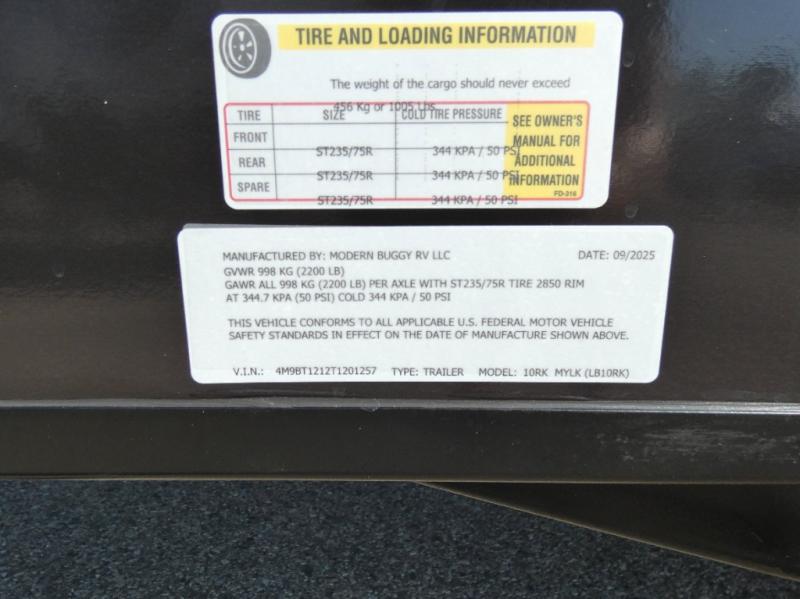 TIRE AND LOADING INFORMATION
The weight of the cargo should never exceed
456 Kg or 1005 Lbs.
TIRE SIZE COLD TIRE PRESSURE
SEE OWNER'S MANUAL FOR ADDITIONAL INFORMATION
FD-316
FRONT ST235/75R 344 KPA / 50 PSI
REAR ST235/75R 344 KPA / 50 PSI
SPARE ST235/75R 344 KPA / 50 PSI
MANUFACTURED BY: MODERN BUGGY RV LLC DATE: 09/2025
GVWR 998 KG (2200 LB)
GAWR ALL 998 KG (2200 LB) PER AXLE WITH ST235/75R TIRE 2850 RIM
AT 344.7 KPA (50 PSI) COLD 344 KPA / 50 PSI
THIS VEHICLE CONFORMS TO ALL APPLICABLE U.S. FEDERAL MOTOR VEHICLE
SAFETY STANDARDS IN EFFECT ON THE DATE OF MANUFACTURE SHOWN ABOVE.
V.I.N.: 4M9BT1212T1201257 TYPE: TRAILER MODEL: 10RK MYLK (LB10RK)